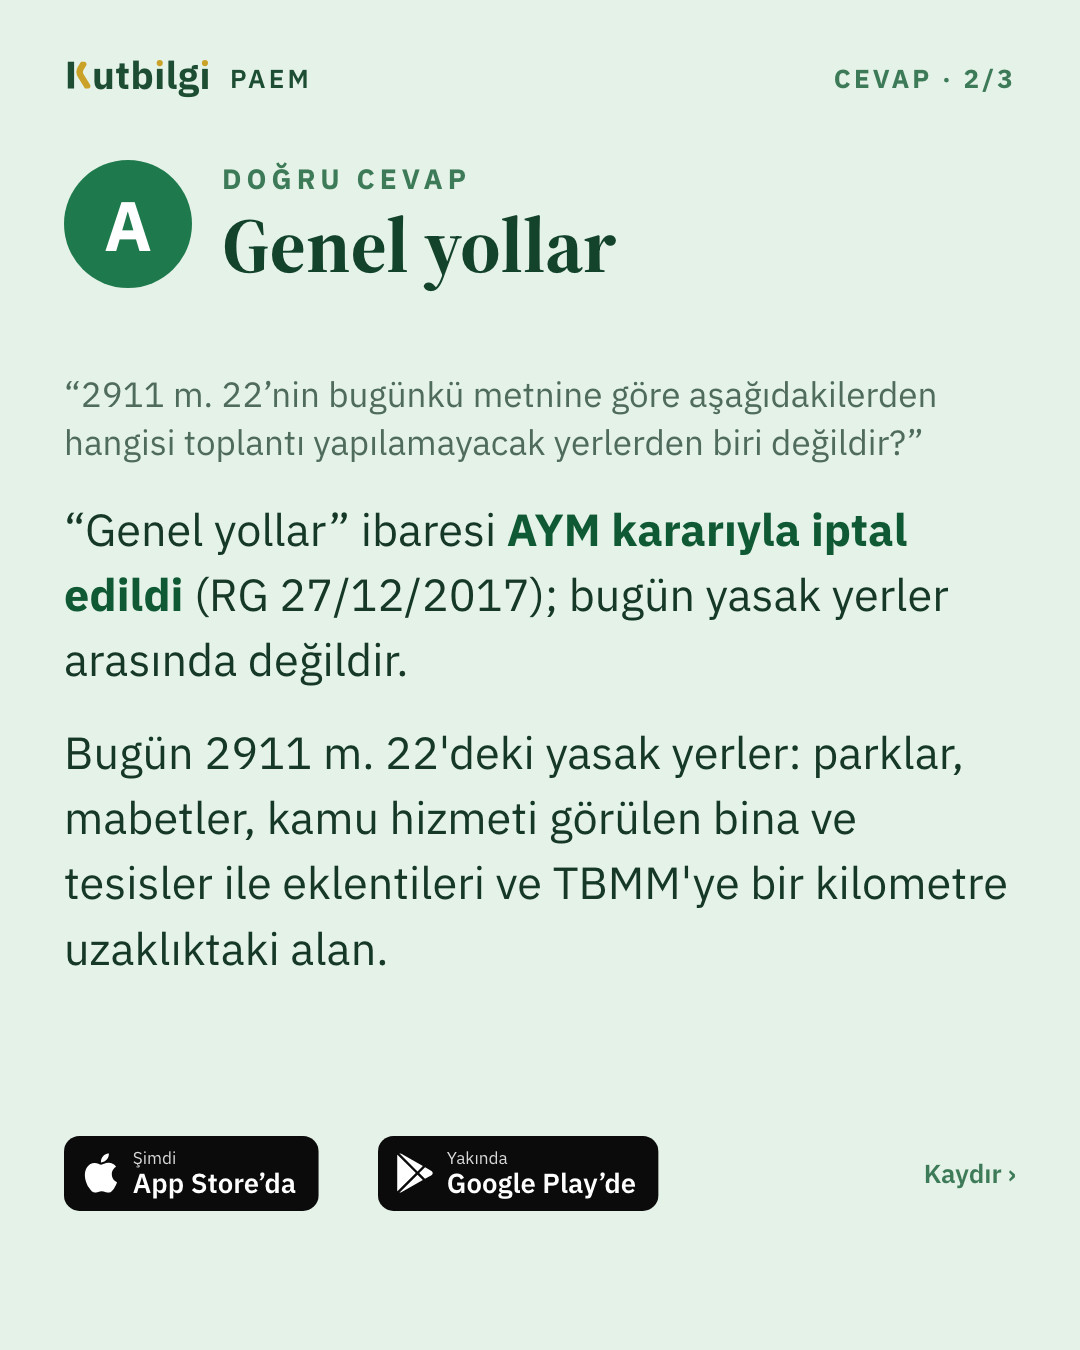 Kutbilgi PAEM
CEVAP · 2/3
A
DOĞRU CEVAP
Genel yollar
“2911 m. 22’nin bugünkü metnine göre aşağıdakilerden
hangisi toplantı yapılamayacak yerlerden biri değildir?”
“Genel yollar” ibaresi AYM kararıyla iptal
edildi (RG 27/12/2017); bugün yasak yerler
arasında değildir.
Bugün 2911 m. 22'deki yasak yerler: parklar,
mabetler, kamu hizmeti görülen bina ve
tesisler ile eklentileri ve TBMM'ye bir kilometre
uzaklıktaki alan.
Şimdi
App Store’da
Yakında
Google Play’de
Kaydır ›